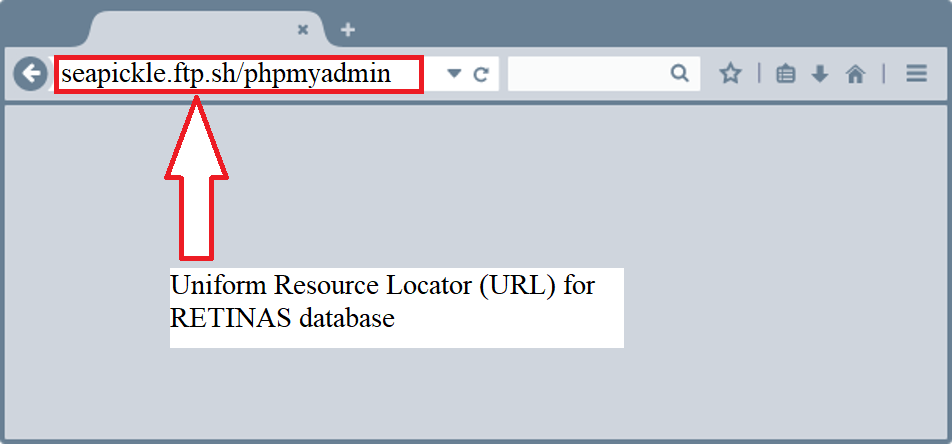 seapickle.ftp.sh/phpmyadmin
Uniform Resource Locator (URL) for
RETINAS database